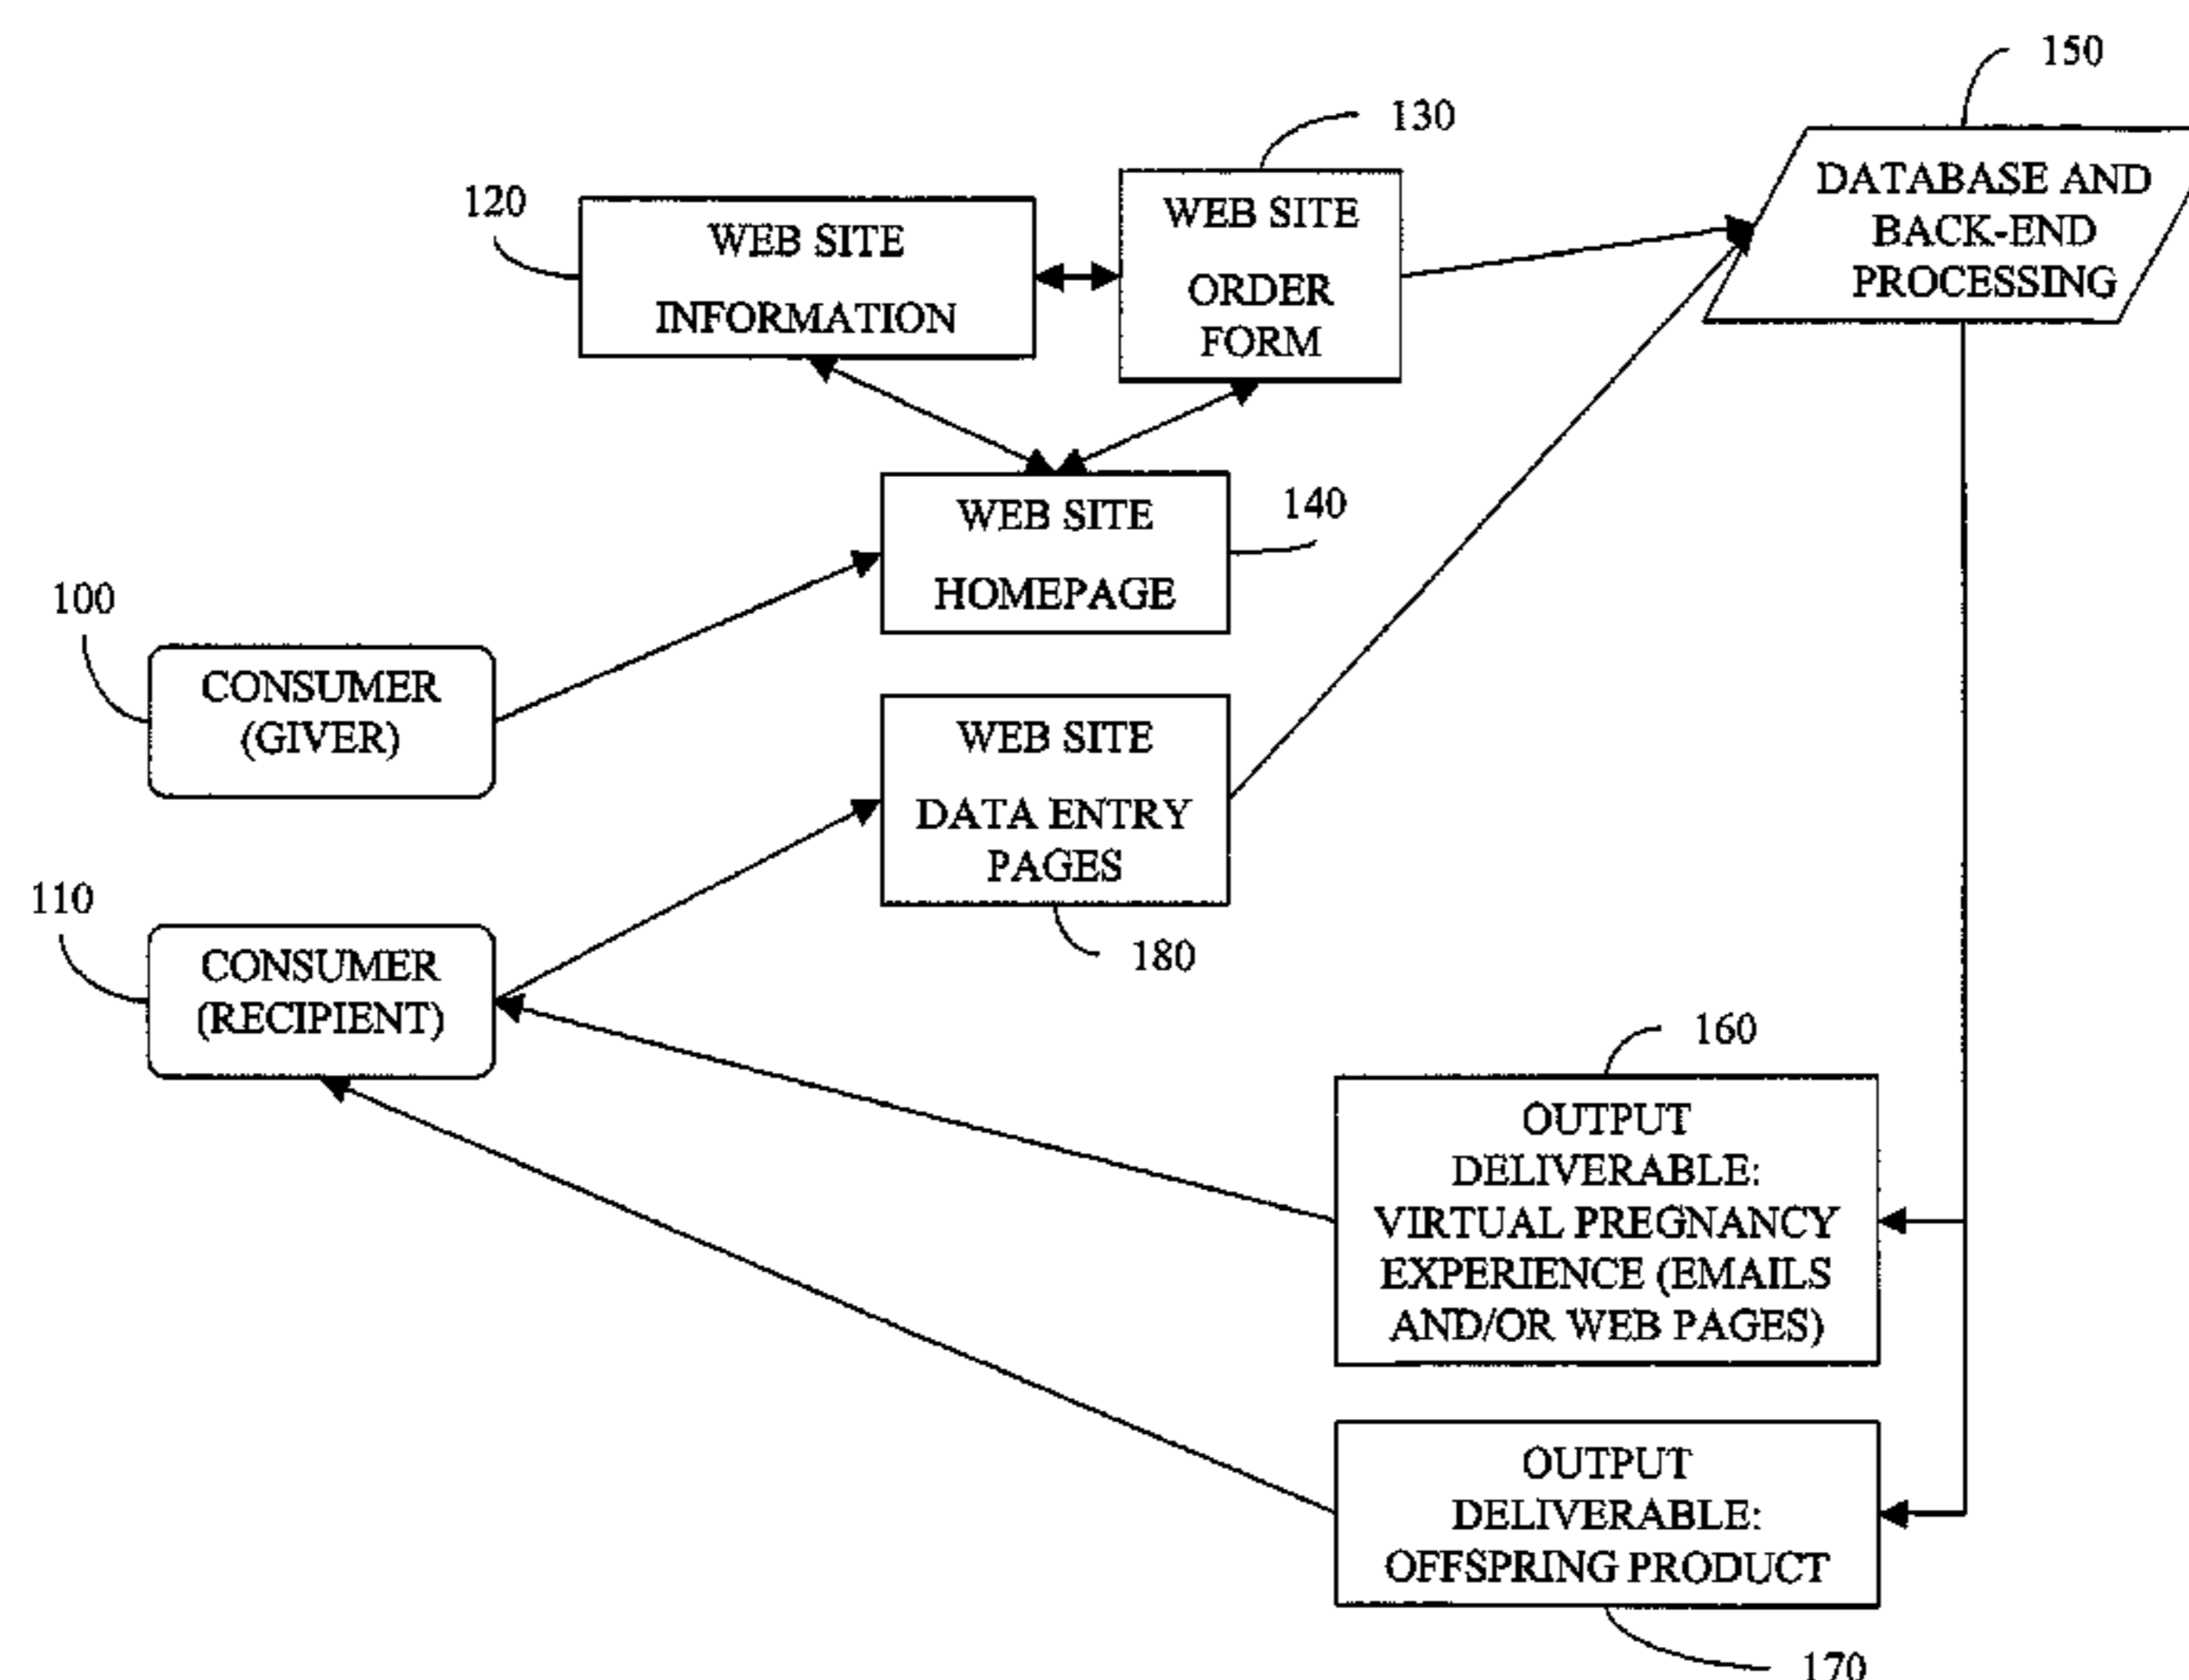 150
130
DATABASE AND
BACK-END
PROCESSING
120
WEB SITE
INFORMATION
WEB SITE
ORDER
FORM
WEB SITE
HOMEPAGE
140
100
CONSUMER
(GIVER)
WEB SITE
DATA ENTRY
PAGES
180
110
CONSUMER
(RECIPIENT)
160
OUTPUT
DELIVERABLE:
VIRTUAL PREGNANCY
EXPERIENCE (EMAILS
AND/OR WEB PAGES)
OUTPUT
DELIVERABLE:
OFFSPRING PRODUCT
170